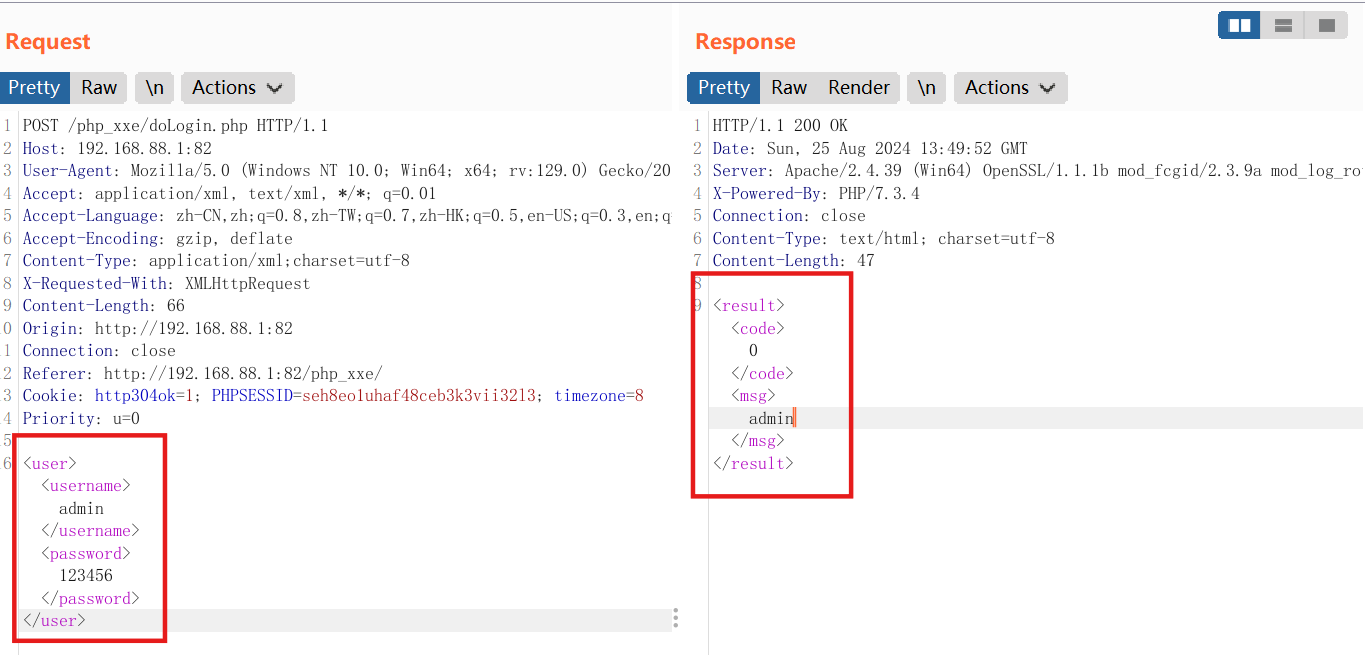 Request
Pretty Raw \n Actions
1 POST /php_xxe/doLogin.php HTTP/1.1
2 Host: 192.168.88.1:82
3 User-Agent: Mozilla/5.0 (Windows NT 10.0; Win64; x64; rv:129.0) Gecko/20
4 Accept: application/xml, text/xml, */*; q=0.01
5 Accept-Language: zh-CN,zh;q=0.8,zh-TW;q=0.7,zh-HK;q=0.5,en-US;q=0.3,en;q
6 Accept-Encoding: gzip, deflate
7 Content-Type: application/xml;charset=utf-8
8 X-Requested-With: XMLHttpRequest
9 Content-Length: 66
0 Origin: http://192.168.88.1:82
1 Connection: close
2 Referer: http://192.168.88.1:82/php_xxe/
3 Cookie: http304ok=1; PHPSESSID=seh8eo1uhaf48ceb3k3vii32l3; timezone=8
4 Priority: u=0
5
6 <user>
<username>
admin
</username>
<password>
123456
</password>
</user>
Response
Pretty Raw Render \n Actions
1 HTTP/1.1 200 OK
2 Date: Sun, 25 Aug 2024 13:49:52 GMT
3 Server: Apache/2.4.39 (Win64) OpenSSL/1.1.1b mod_fcgid/2.3.9a mod_log_ro
4 X-Powered-By: PHP/7.3.4
5 Connection: close
6 Content-Type: text/html; charset=utf-8
7 Content-Length: 47
8
9 <result>
<code>
0
</code>
<msg>
admin
</msg>
</result>